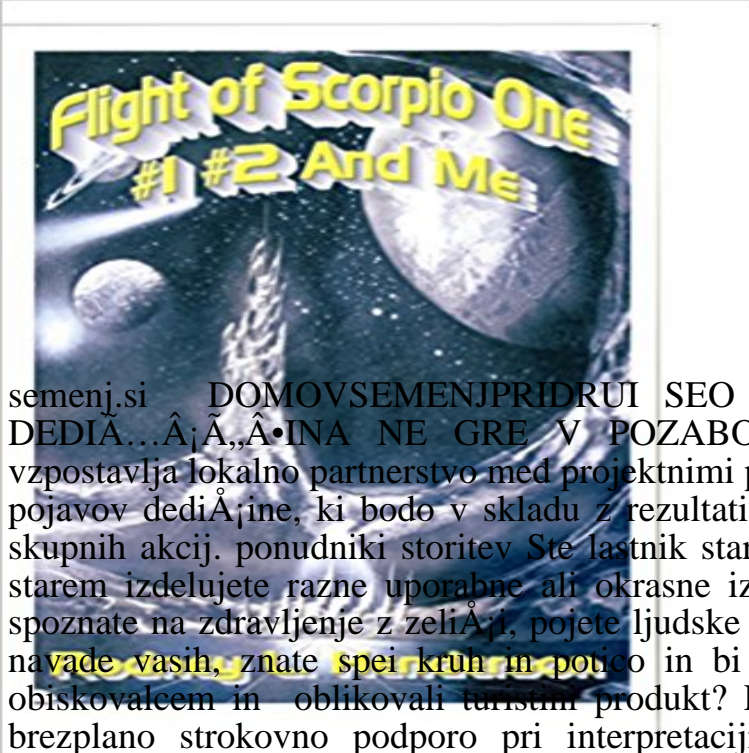 Flight of Scorpio One
#1 #2 And Me
semenj.si DOMOVSEMENJPRIDRUI SEO
DEDIÃ…Â¡Ã„Â•INA NE GRE V POZABO
vzpostavlja lokalno partnerstvo med projektnimi p
pojavov dediÅ¡ine, ki bodo v skladu z rezultati
skupnih akcij. ponudniki storitev Ste lastnik star
starem izdelujete razne uporabne ali okrasne iz
spoznate na zdravljenje z zeliÅ¡i, pojete ljudske
navade vasih, znate spei kruh in potico in bi
obiskovalcem in oblikovali turistini produkt?
brezplano strokovno podporo pri interpretacij